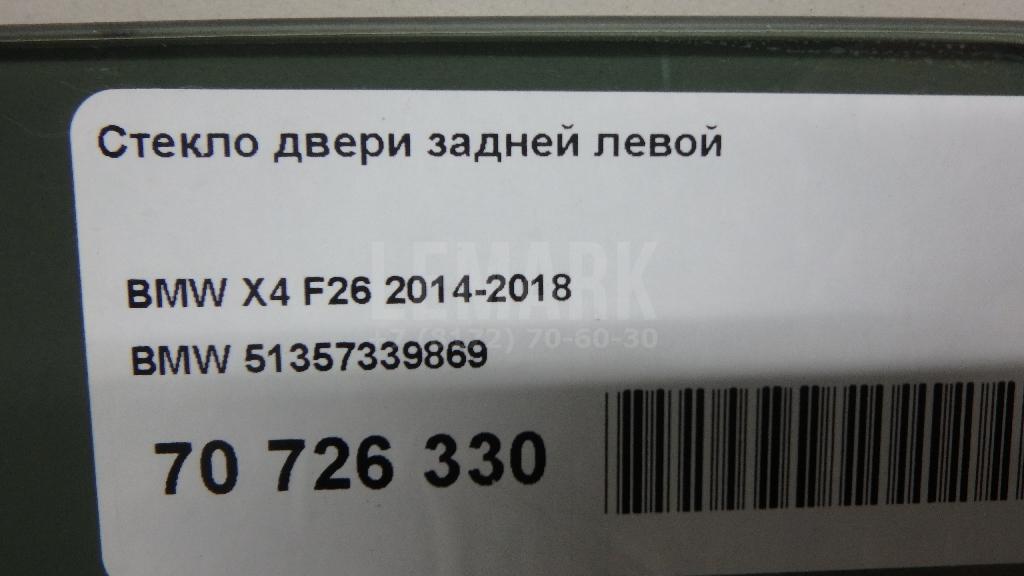 Стекло двери задней левой
LEMARK
BMW X4 F26 2014-2018
+7 (8172) 70-60-30
BMW 51357339869
70 726 330